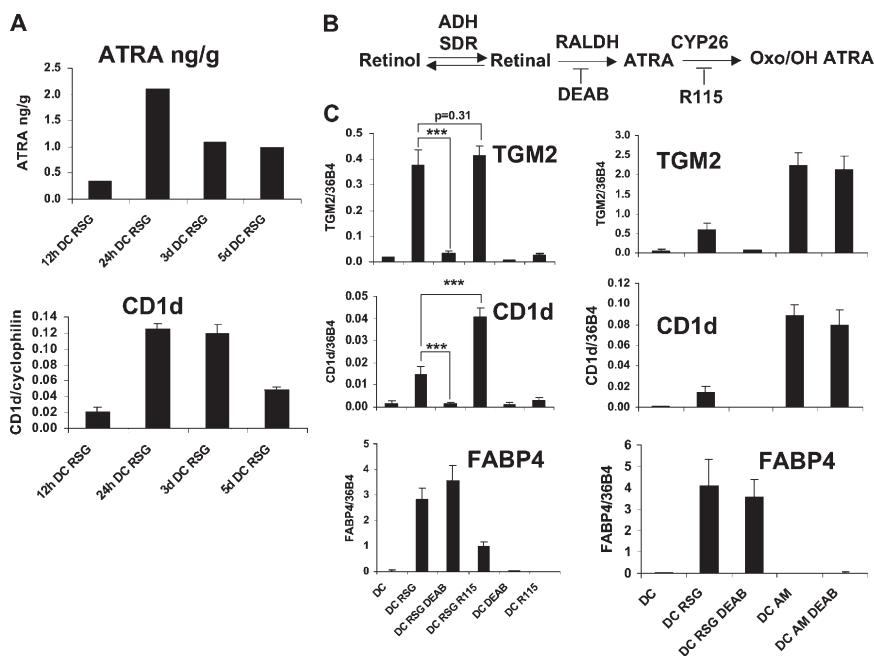 A
ATRA ng/g
ATRA ng/g
2.5
2.0
1.5
1.0
0.5
0.0
12h DC RSG
24h DC RSG
3d DC RSG
5d DC RSG
CD1d
CD1d/cyclophilin
0.14
0.12
0.10
0.08
0.06
0.04
0.02
0.00
12h DC RSG
24h DC RSG
3d DC RSG
5d DC RSG
B
ADH
SDR
RALDH
CYP26
Retinol
Retinal
ATRA
Oxo/OH ATRA
DEAB
R115
C
p=0.31
***
TGM2
TGM2/36B4
0.5
0.4
0.3
0.2
0.1
0.0
TGM2
TGM2/36B4
3.0
2.5
2.0
1.5
1.0
0.5
0.0
***
***
CD1d
CD1d/36B4
0.05
0.04
0.03
0.02
0.01
0.00
CD1d
CD1d/36B4
0.12
0.10
0.08
0.06
0.04
0.02
0.00
FABP4
FABP4/36B4
5
4
3
2
1
0
DC
DC RSG
DC RSG DEAB
DC RSG R115
DC DEAB
DC R115
FABP4
FABP4/36B4
6
5
4
3
2
1
0
DC
DC RSG
DC RSG DEAB
DC AM
DC AM DEAB